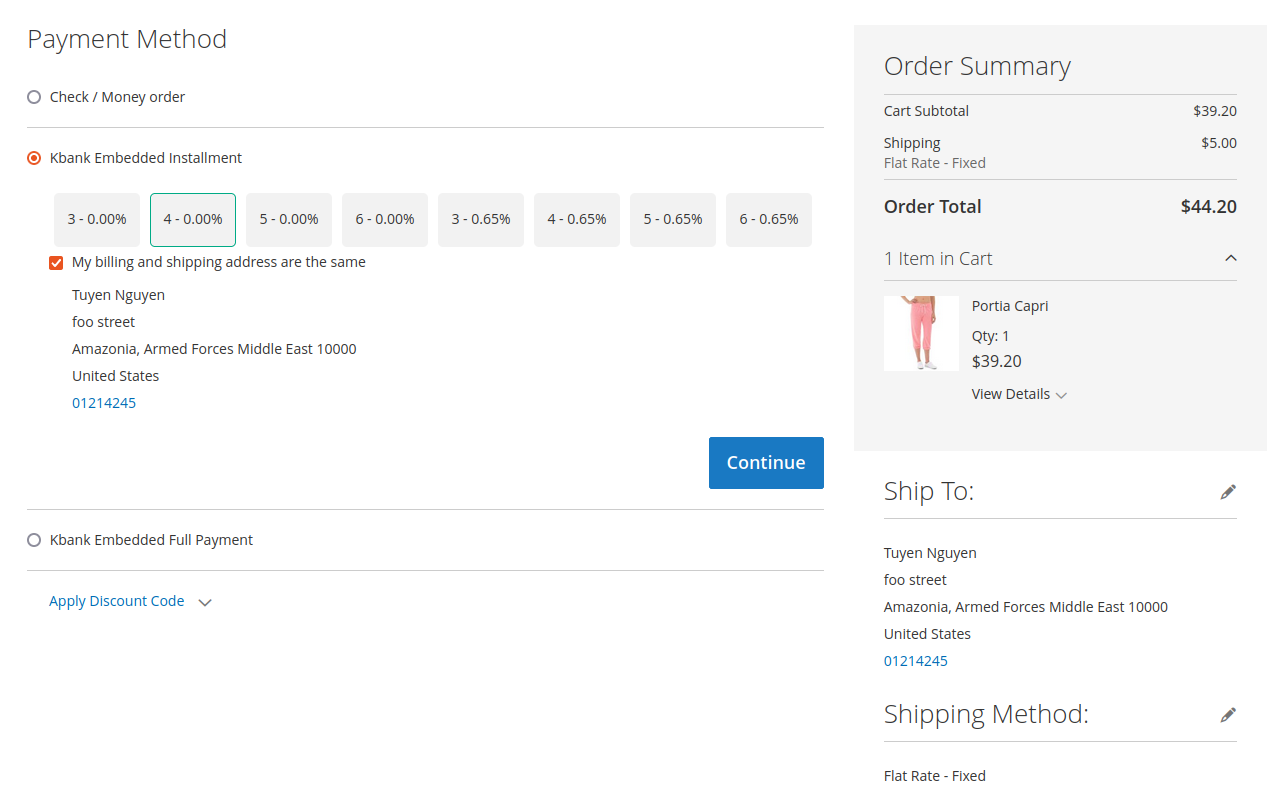 Payment Method
Check / Money order
Kbank Embedded Installment
3 - 0.00% 4 - 0.00% 5 - 0.00% 6 - 0.00% 3 - 0.65% 4 - 0.65% 5 - 0.65% 6 - 0.65%
My billing and shipping address are the same
Tuyen Nguyen
foo street
Amazonia, Armed Forces Middle East 10000
United States
01214245
Continue
Kbank Embedded Full Payment
Apply Discount Code
Order Summary
Cart Subtotal $39.20
Shipping $5.00
Flat Rate - Fixed
Order Total $44.20
1 Item in Cart
Portia Capri
Qty: 1
$39.20
View Details
Ship To:
Tuyen Nguyen
foo street
Amazonia, Armed Forces Middle East 10000
United States
01214245
Shipping Method:
Flat Rate - Fixed